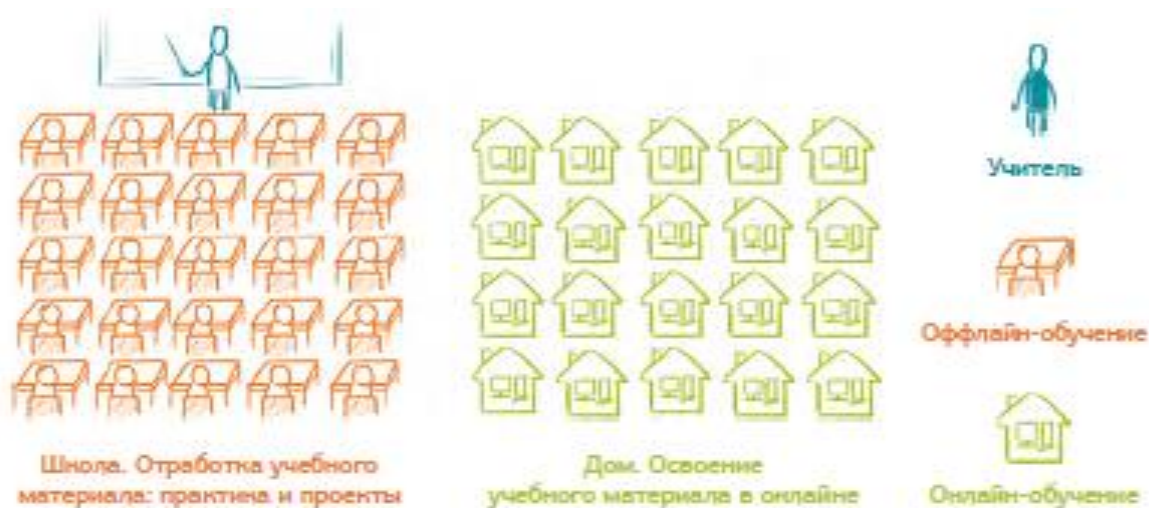 Школа. Отработка учебного
материала: практика и проекты
Дом. Освоение
учебного материала в онлайне
Учитель
Оффлайн-обучение
Онлайн-обучение